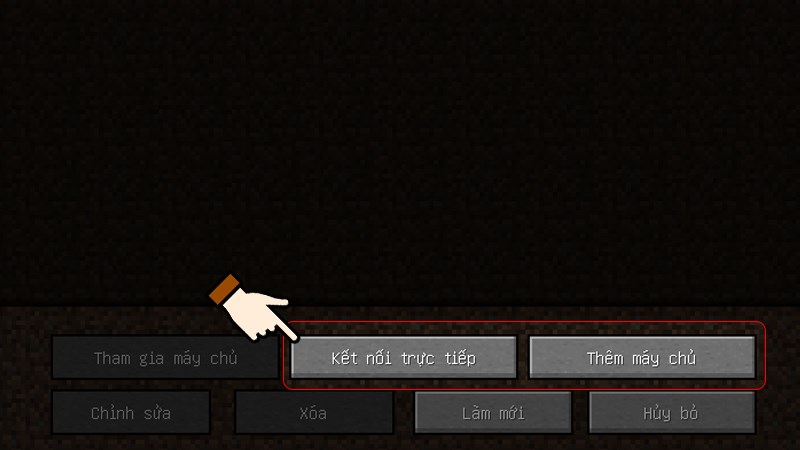 Tham gia máy chủ
Kết nối trực tiếp
Thêm máy chủ
Chỉnh sửa
Xóa
Làm mới
Hủy bỏ